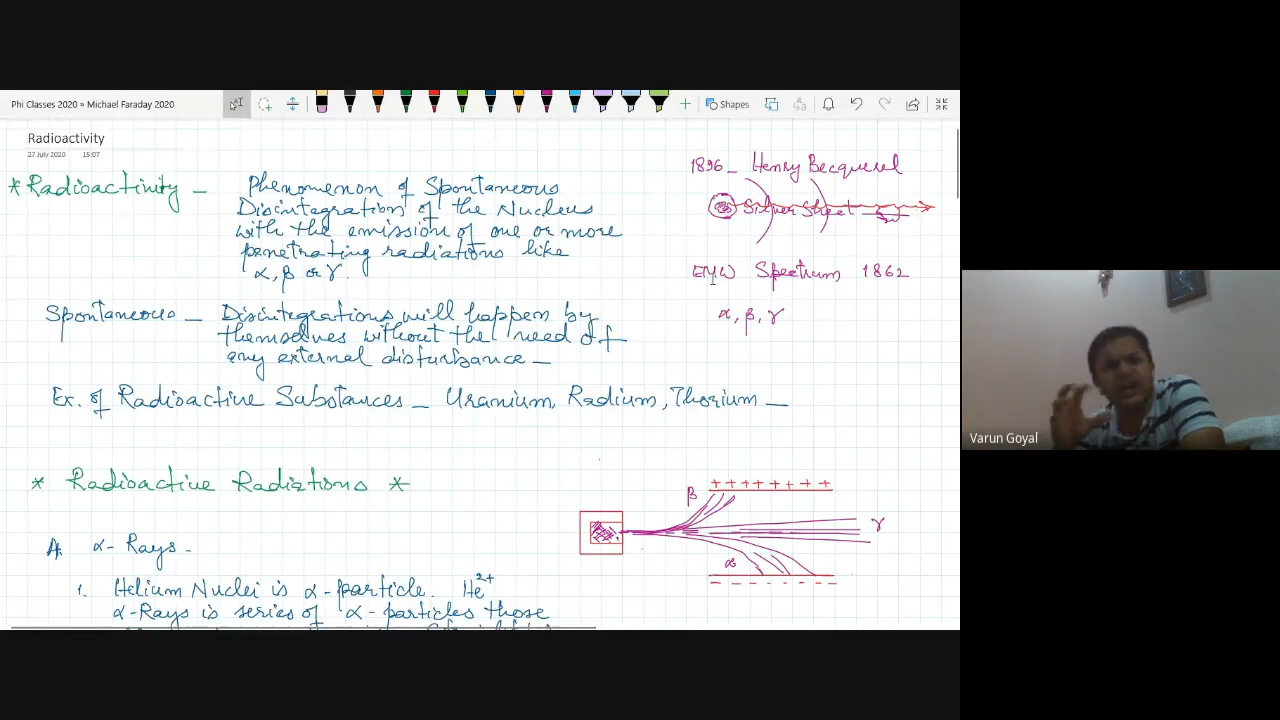 Phi Classes 2020 » Michael Faraday 2020
Shapes
Radioactivity
27 July 2020 15:07
*Radioactivity – Phenomenon of Spontaneous
Disintegration of the Nucleus
with the emission of one or more
penetrating radiations like
α, β or γ.
1896 – Henry Becquerel
Silver Sheet
EMW Spectrum 1862
α, β, γ
Spontaneous – Disintegrations will happen by
themselves without the need of
any external disturbance –
Ex. of Radioactive Substances – Uranium, Radium, Thorium –
* Radioactive Radiations *
+ + + + + + + +
β
γ
α
– – – – – – – –
A. α- Rays -
1. Helium Nuclei is α-particle. He2+
α-Rays is series of α-particles those
Varun Goyal